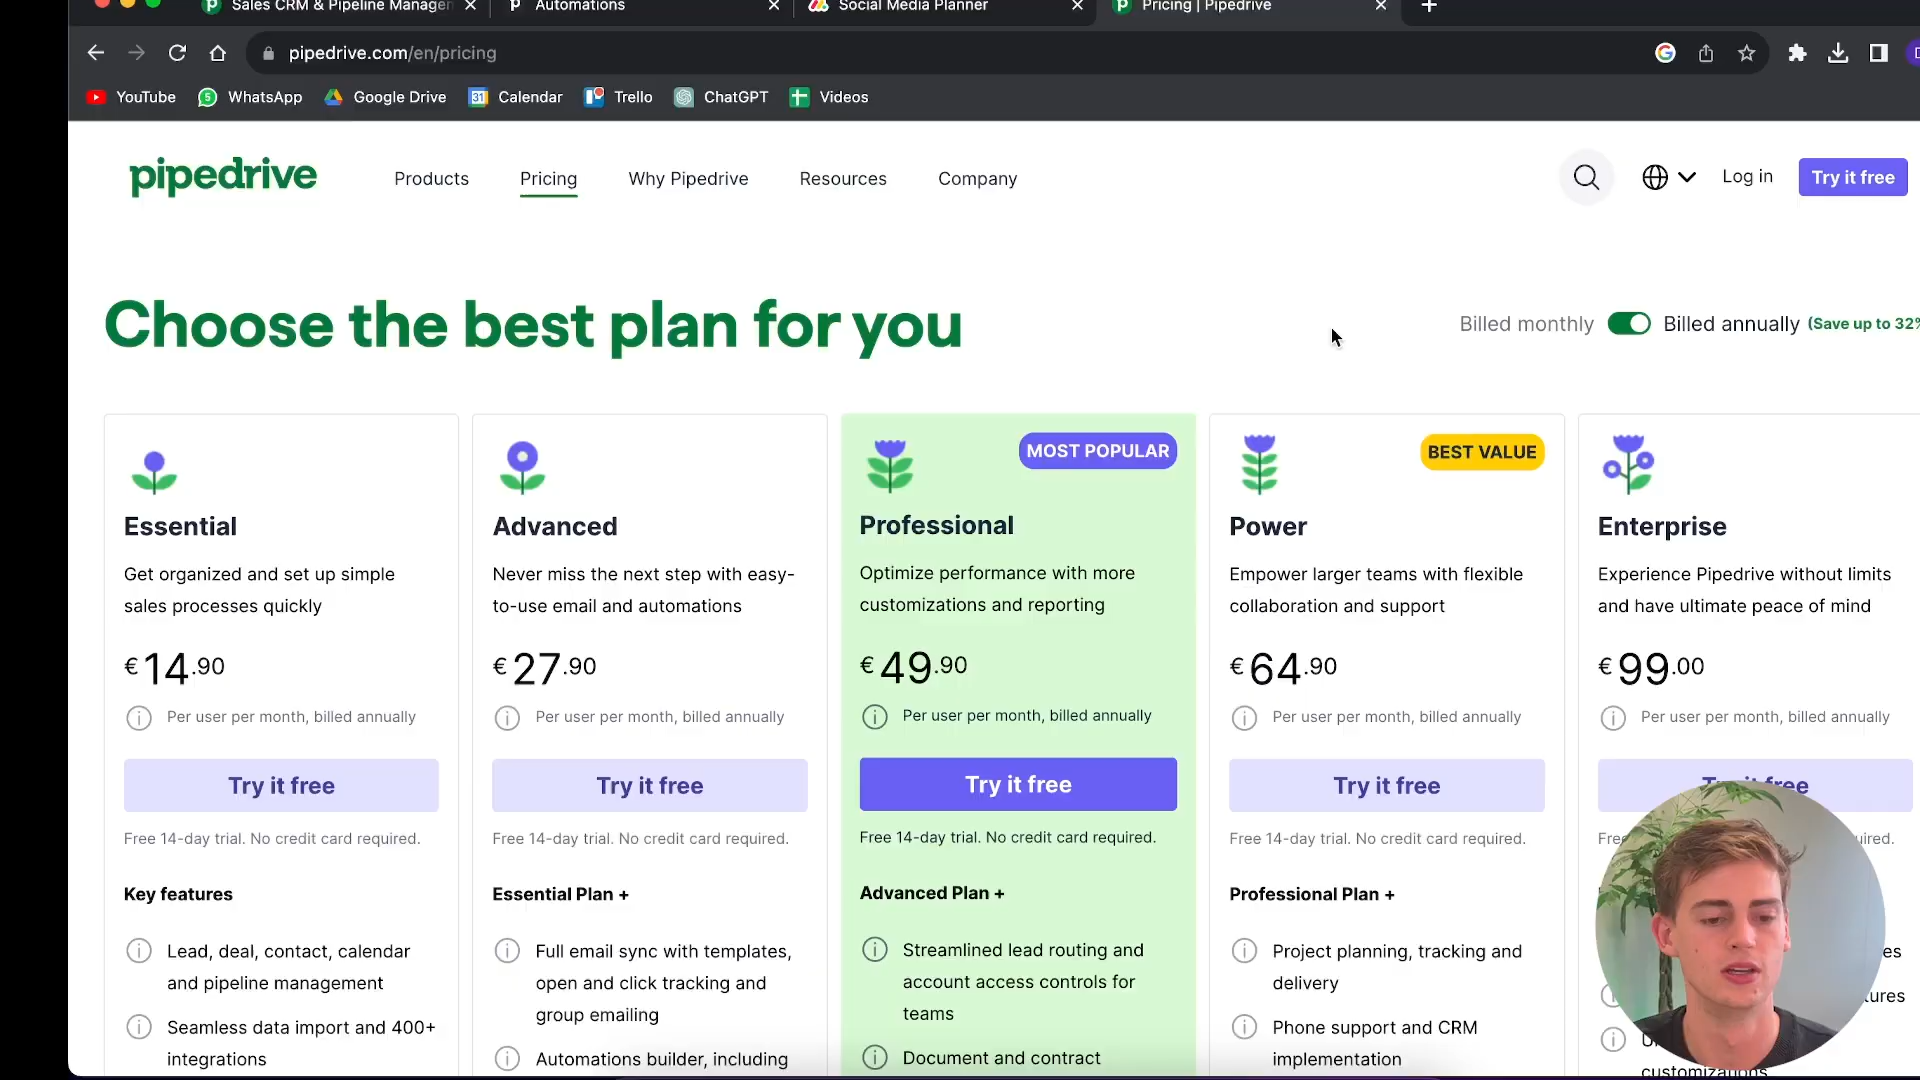 Sales CRM & Pipeline Manager
Automations
Social Media Planner
Pricing | Pipedrive
pipedrive.com/en/pricing
YouTube
WhatsApp
Google Drive
31
Calendar
Trello
ChatGPT
Videos
pipedrive
Products
Pricing
Why Pipedrive
Resources
Company
Log in
Try it free
Choose the best plan for you
Billed monthly
Billed annually
(Save up to 32%
Essential
Get organized and set up simple
sales processes quickly
€14.90
Per user per month, billed annually
Try it free
Free 14-day trial. No credit card required.
Key features
Lead, deal, contact, calendar
and pipeline management
Seamless data import and 400+
integrations
Advanced
Never miss the next step with easy-
to-use email and automations
€27.90
Per user per month, billed annually
Try it free
Free 14-day trial. No credit card required.
Essential Plan +
Full email sync with templates,
open and click tracking and
group emailing
Automations builder, including
MOST POPULAR
Professional
Optimize performance with more
customizations and reporting
€49.90
Per user per month, billed annually
Try it free
Free 14-day trial. No credit card required.
Advanced Plan +
Streamlined lead routing and
account access controls for
teams
Document and contract
BEST VALUE
Power
Empower larger teams with flexible
collaboration and support
€64.90
Per user per month, billed annually
Try it free
Free 14-day trial. No credit card required.
Professional Plan +
Project planning, tracking and
delivery
Phone support and CRM
implementation
Enterprise
Experience Pipedrive without limits
and have ultimate peace of mind
€99.00
Per user per month, billed annually
Try it free
customizations